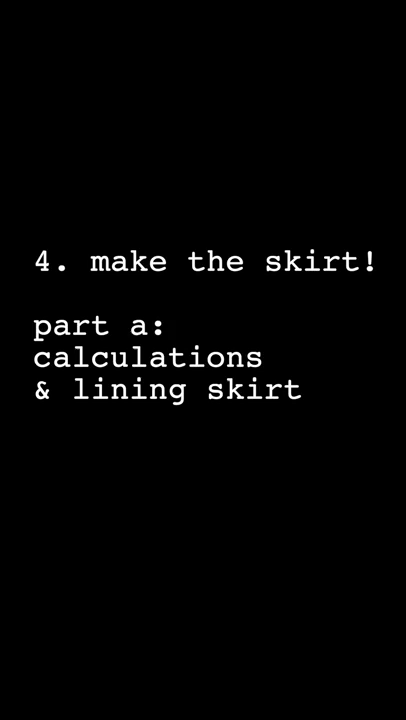 4. make the skirt!
part a:
calculations
& lining skirt